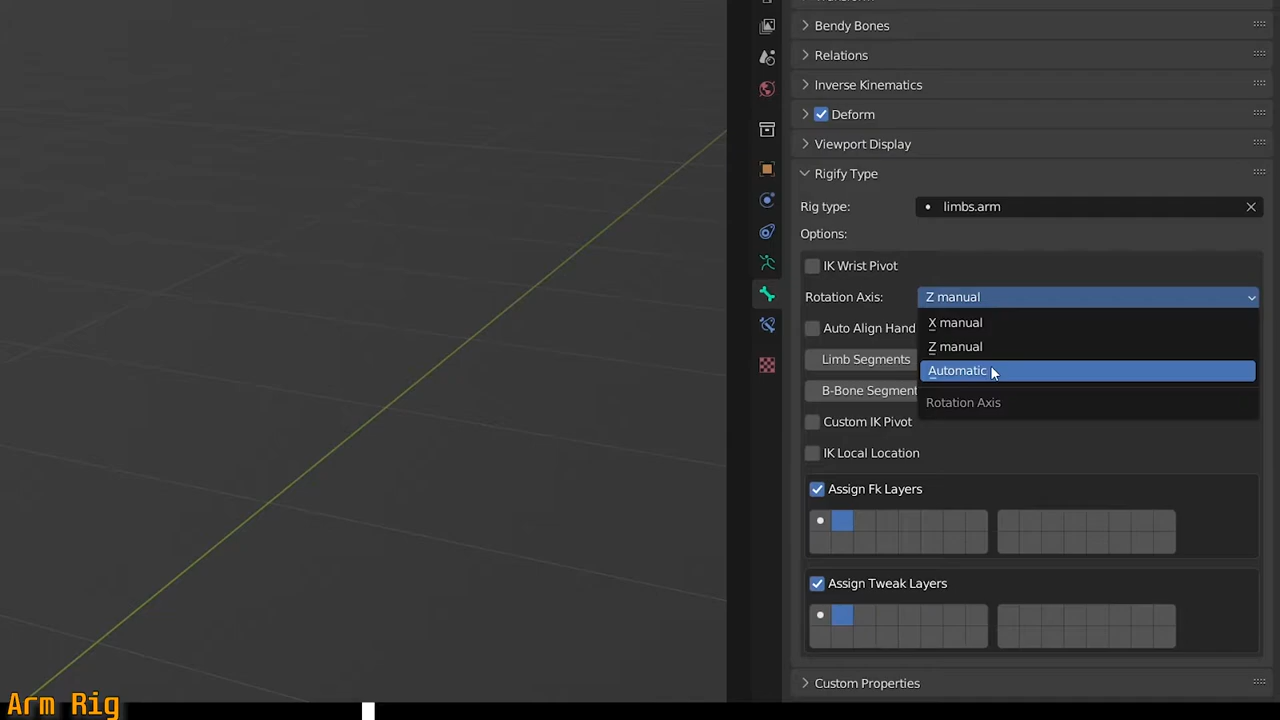 Bendy Bones
Relations
Inverse Kinematics
Deform
Viewport Display
Rigify Type
Rig type: limbs.arm
Options:
IK Wrist Pivot
Rotation Axis: Z manual
X manual
Auto Align Hand
Z manual
Limb Segments
Automatic
B-Bone Segment
Rotation Axis
Custom IK Pivot
IK Local Location
Assign Fk Layers
Assign Tweak Layers
Custom Properties
Arm Rig